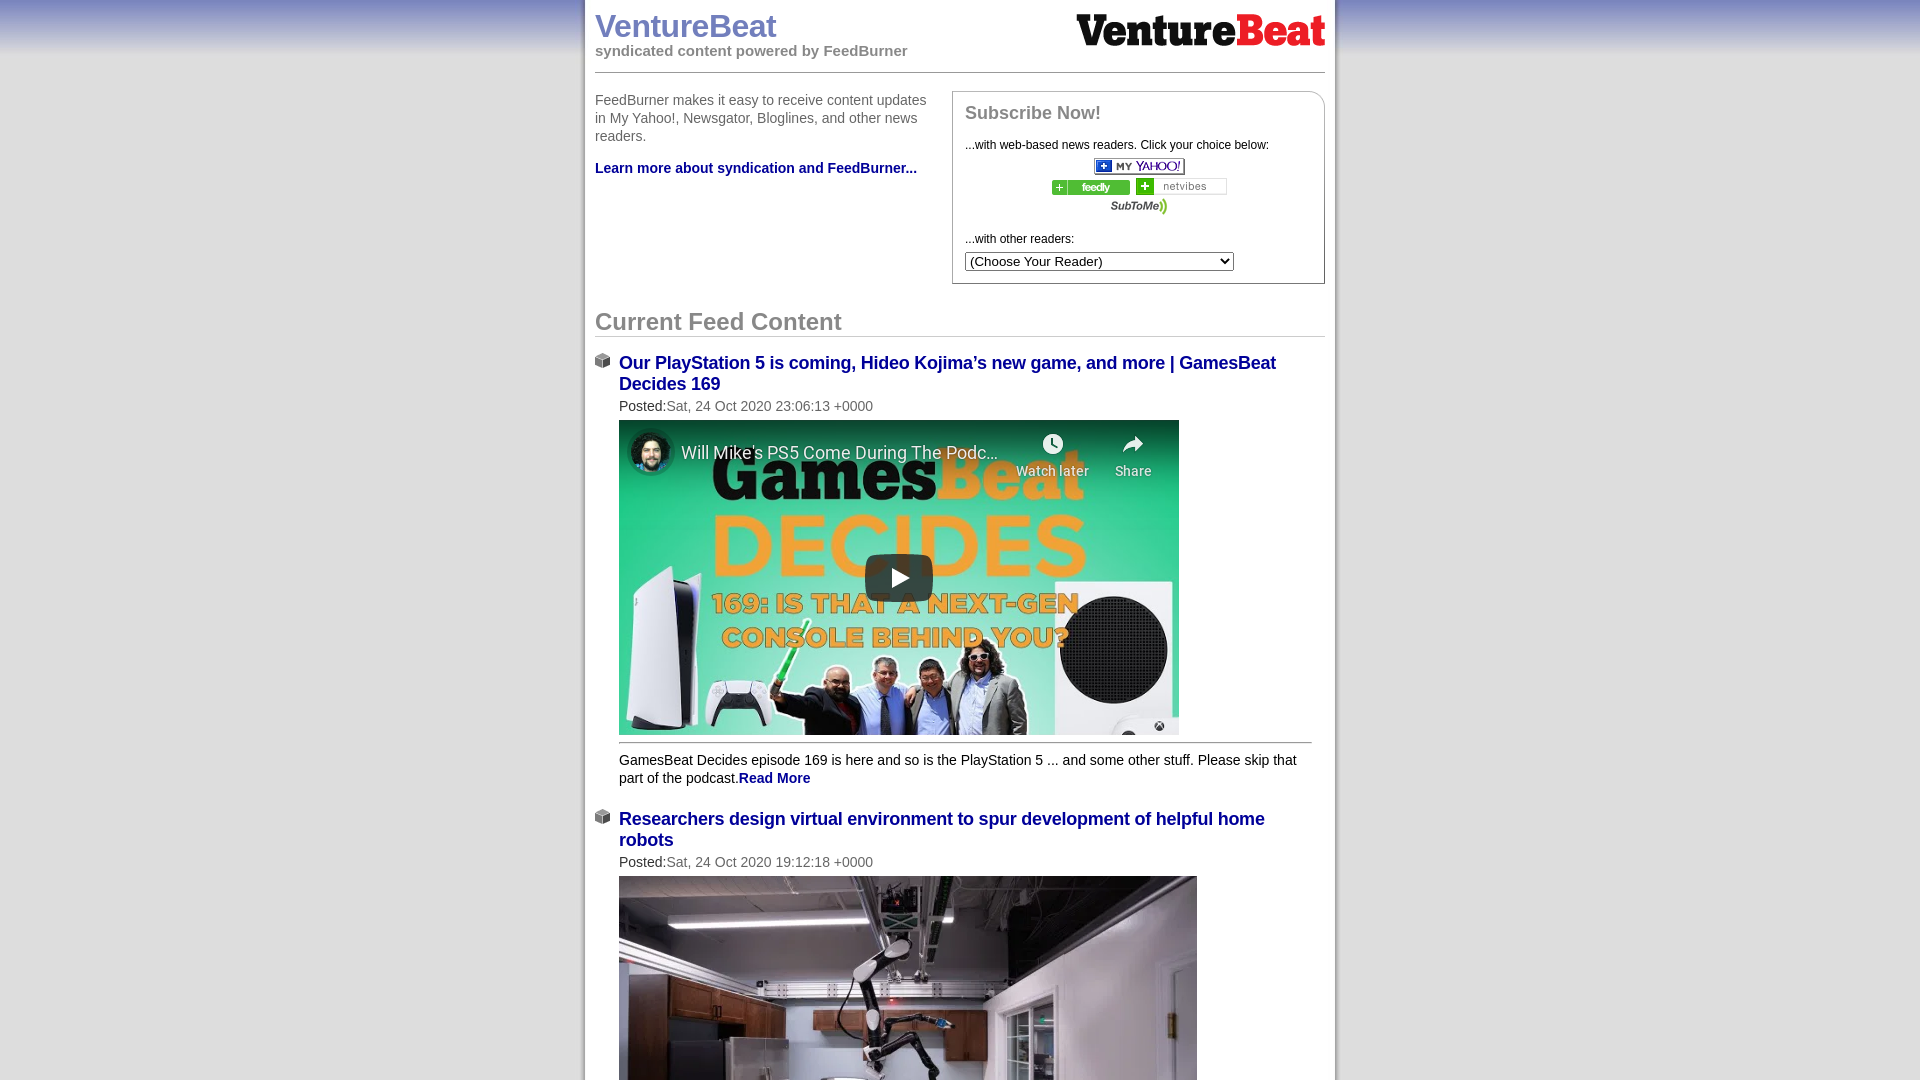 VentureBeat
syndicated content powered by FeedBurner
VentureBeat
FeedBurner makes it easy to receive content updates
in My Yahoo!, Newsgator, Bloglines, and other news
readers.
Learn more about syndication and FeedBurner...
Subscribe Now!
...with web-based news readers. Click your choice below:
MY YAHOO!
feedly
netvibes
SubToMe
...with other readers:
(Choose Your Reader)
Current Feed Content
Our PlayStation 5 is coming, Hideo Kojima’s new game, and more | GamesBeat
Decides 169
Posted:Sat, 24 Oct 2020 23:06:13 +0000
Will Mike's PS5 Come During The Podc...
Watch later
Share
GamesBeat
DECIDES
169: IS THAT A NEXT-GEN
CONSOLE BEHIND YOU?
GamesBeat Decides episode 169 is here and so is the PlayStation 5 ... and some other stuff. Please skip that
part of the podcast.Read More
Researchers design virtual environment to spur development of helpful home
robots
Posted:Sat, 24 Oct 2020 19:12:18 +0000